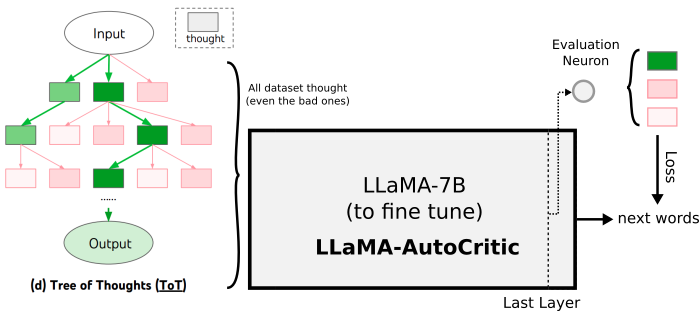 Input
thought
All dataset thought
(even the bad ones)
......
Output
(d) Tree of Thoughts (ToT)
LLaMA-7B
(to fine tune)
LLaMA-AutoCritic
Last Layer
Evaluation
Neuron
Loss
next words